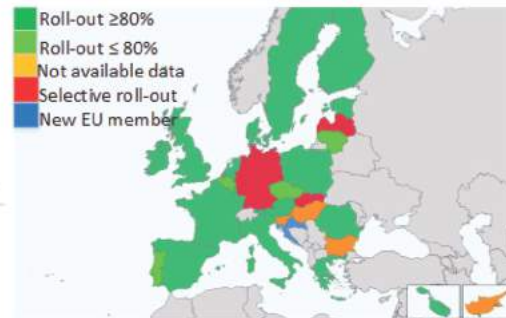 Roll-out ≥80%
Roll-out ≤ 80%
Not available data
Selective roll-out
New EU member